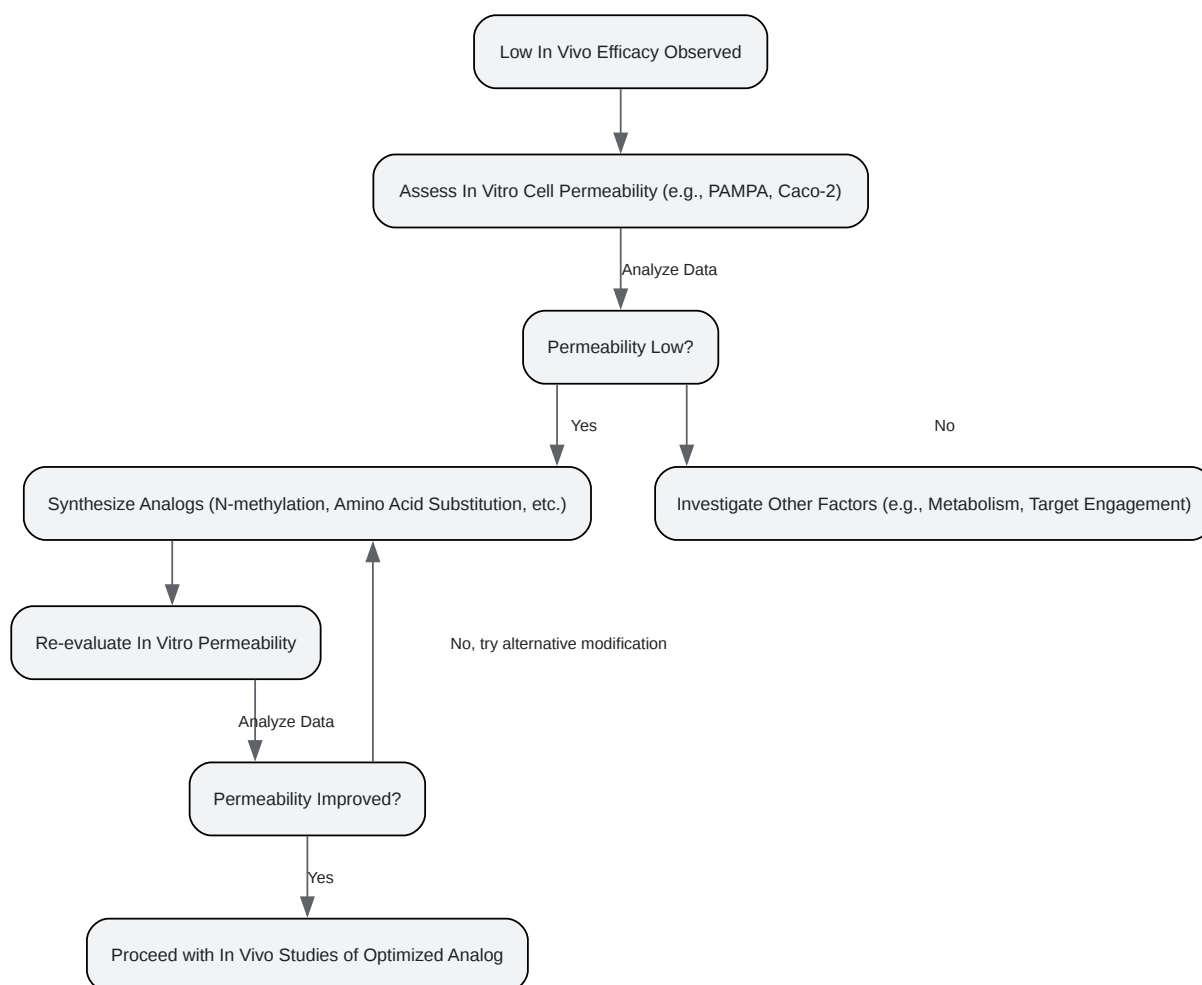 Low In Vivo Efficacy Observed
Assess In Vitro Cell Permeability (e.g., PAMPA, Caco-2)
Analyze Data
Permeability Low?
Yes
No
Synthesize Analogs (N-methylation, Amino Acid Substitution, etc.)
Investigate Other Factors (e.g., Metabolism, Target Engagement)
Re-evaluate In Vitro Permeability
No, try alternative modification
Analyze Data
Permeability Improved?
Yes
Proceed with In Vivo Studies of Optimized Analog